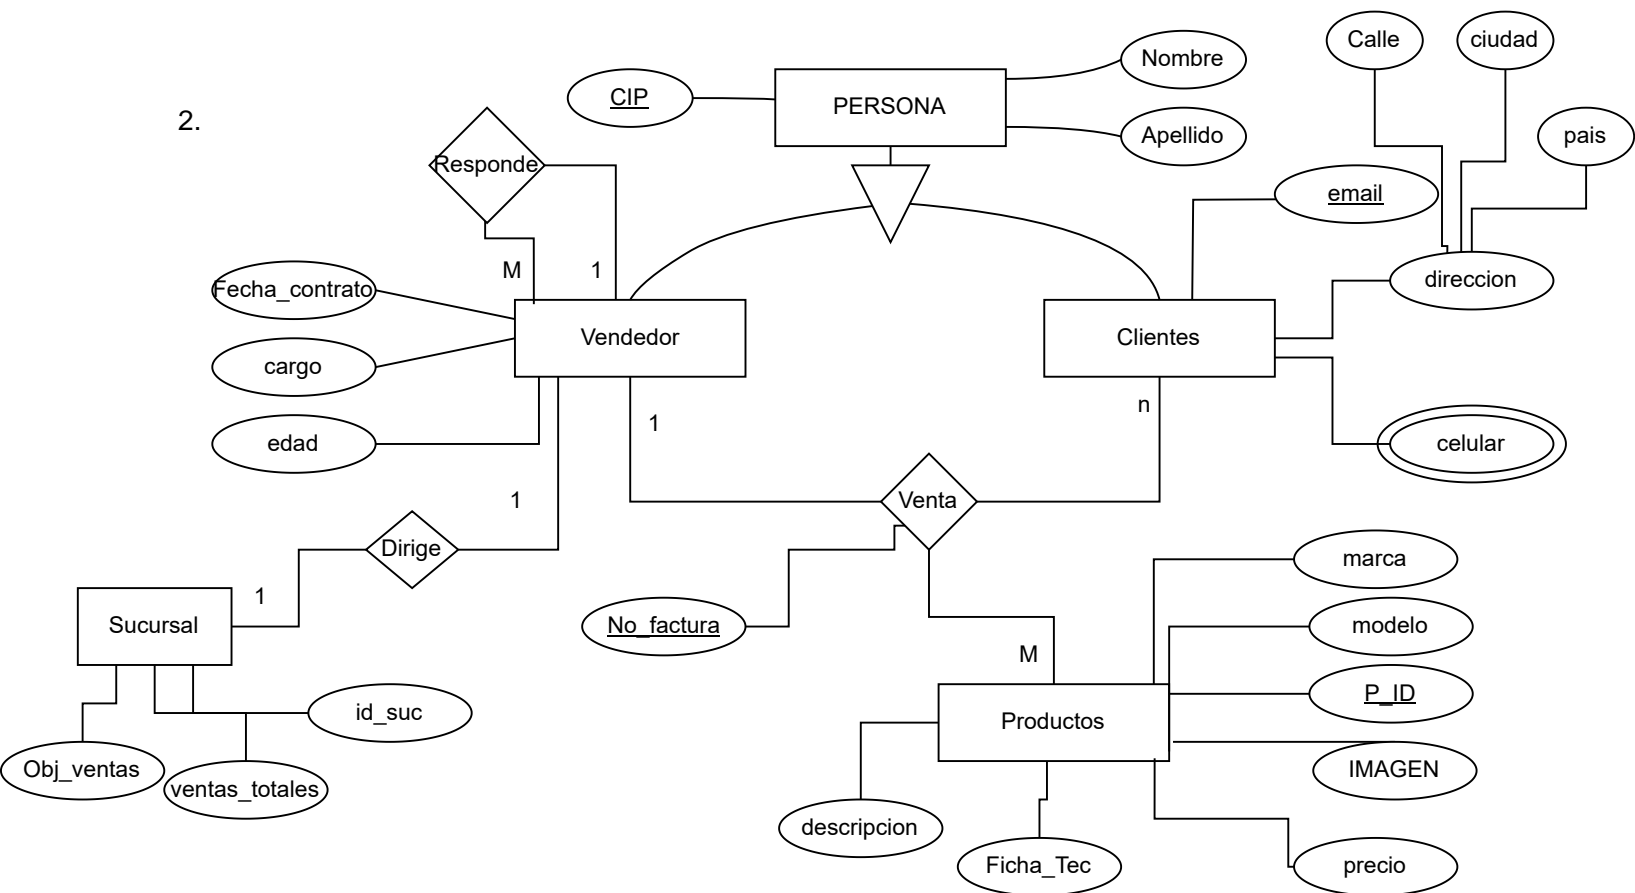 Calle
ciudad
Nombre
CIP
PERSONA
2.
Apellido
pais
Responde
email
M
1
direccion
Fecha_contrato
Vendedor
Clientes
cargo
n
1
edad
celular
1
Venta
Dirige
marca
1
Sucursal
No_factura
modelo
M
P_ID
id_suc
Productos
Obj_ventas
IMAGEN
ventas_totales
descripcion
Ficha_Tec
precio